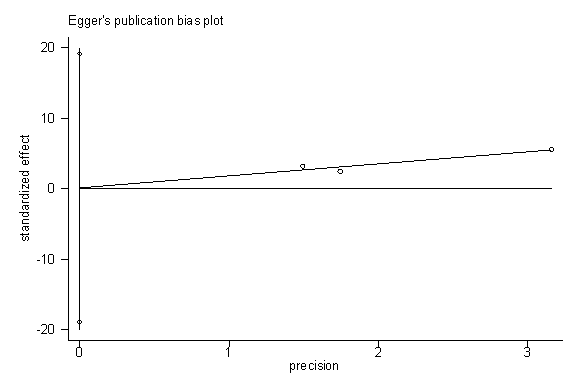 Egger's publication bias plot
20
10
0
-10
-20
standardized effect
0 1 2 3
precision